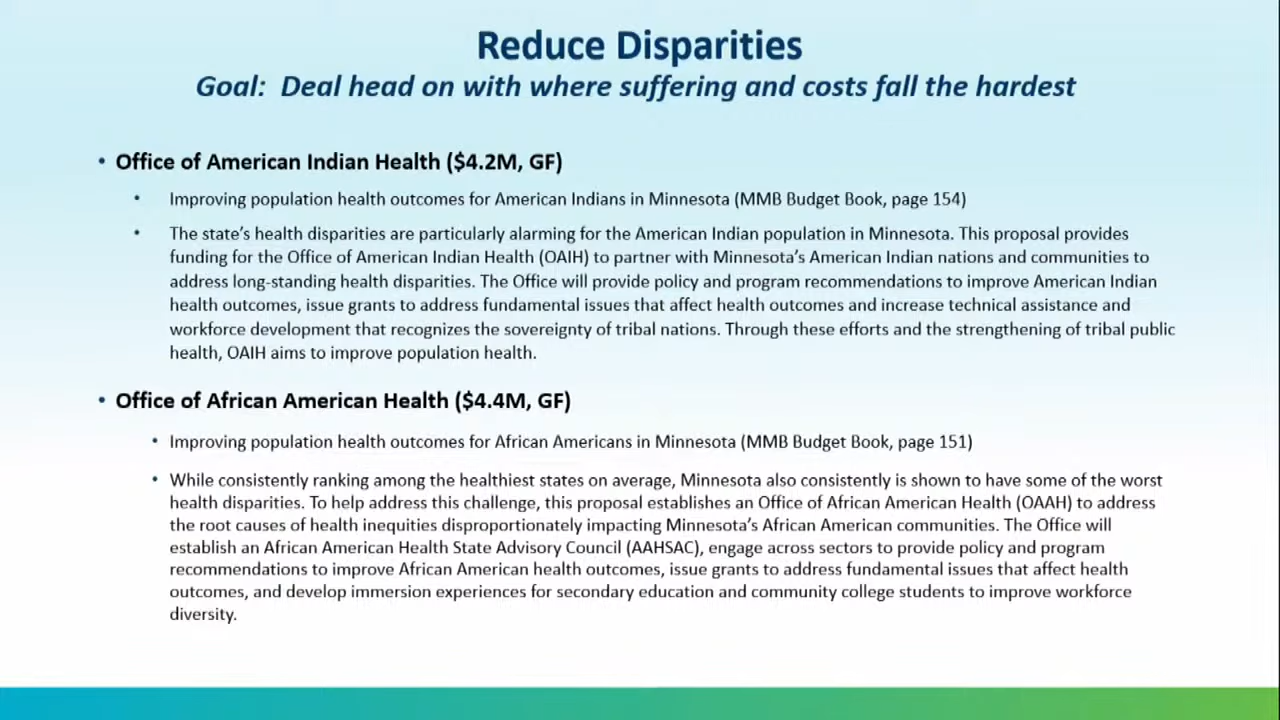 Reduce Disparities
Goal:  Deal head on with where suffering and costs fall the hardest
• Office of American Indian Health ($4.2M, GF)
• Improving population health outcomes for American Indians in Minnesota (MMB Budget Book, page 154)
• The state's health disparities are particularly alarming for the American Indian population in Minnesota. This proposal provides
funding for the Office of American Indian Health (OAIH) to partner with Minnesota's American Indian nations and communities to
address long-standing health disparities. The Office will provide policy and program recommendations to improve American Indian
health outcomes, issue grants to address fundamental issues that affect health outcomes and increase technical assistance and
workforce development that recognizes the sovereignty of tribal nations. Through these efforts and the strengthening of tribal public
health, OAIH aims to improve population health.
• Office of African American Health ($4.4M, GF)
• Improving population health outcomes for African Americans in Minnesota (MMB Budget Book, page 151)
• While consistently ranking among the healthiest states on average, Minnesota also consistently is shown to have some of the worst
health disparities. To help address this challenge, this proposal establishes an Office of African American Health (OAAH) to address
the root causes of health inequities disproportionately impacting Minnesota's African American communities. The Office will
establish an African American Health State Advisory Council (AAHSAC), engage across sectors to provide policy and program
recommendations to improve African American health outcomes, issue grants to address fundamental issues that affect health
outcomes, and develop immersion experiences for secondary education and community college students to improve workforce
diversity.